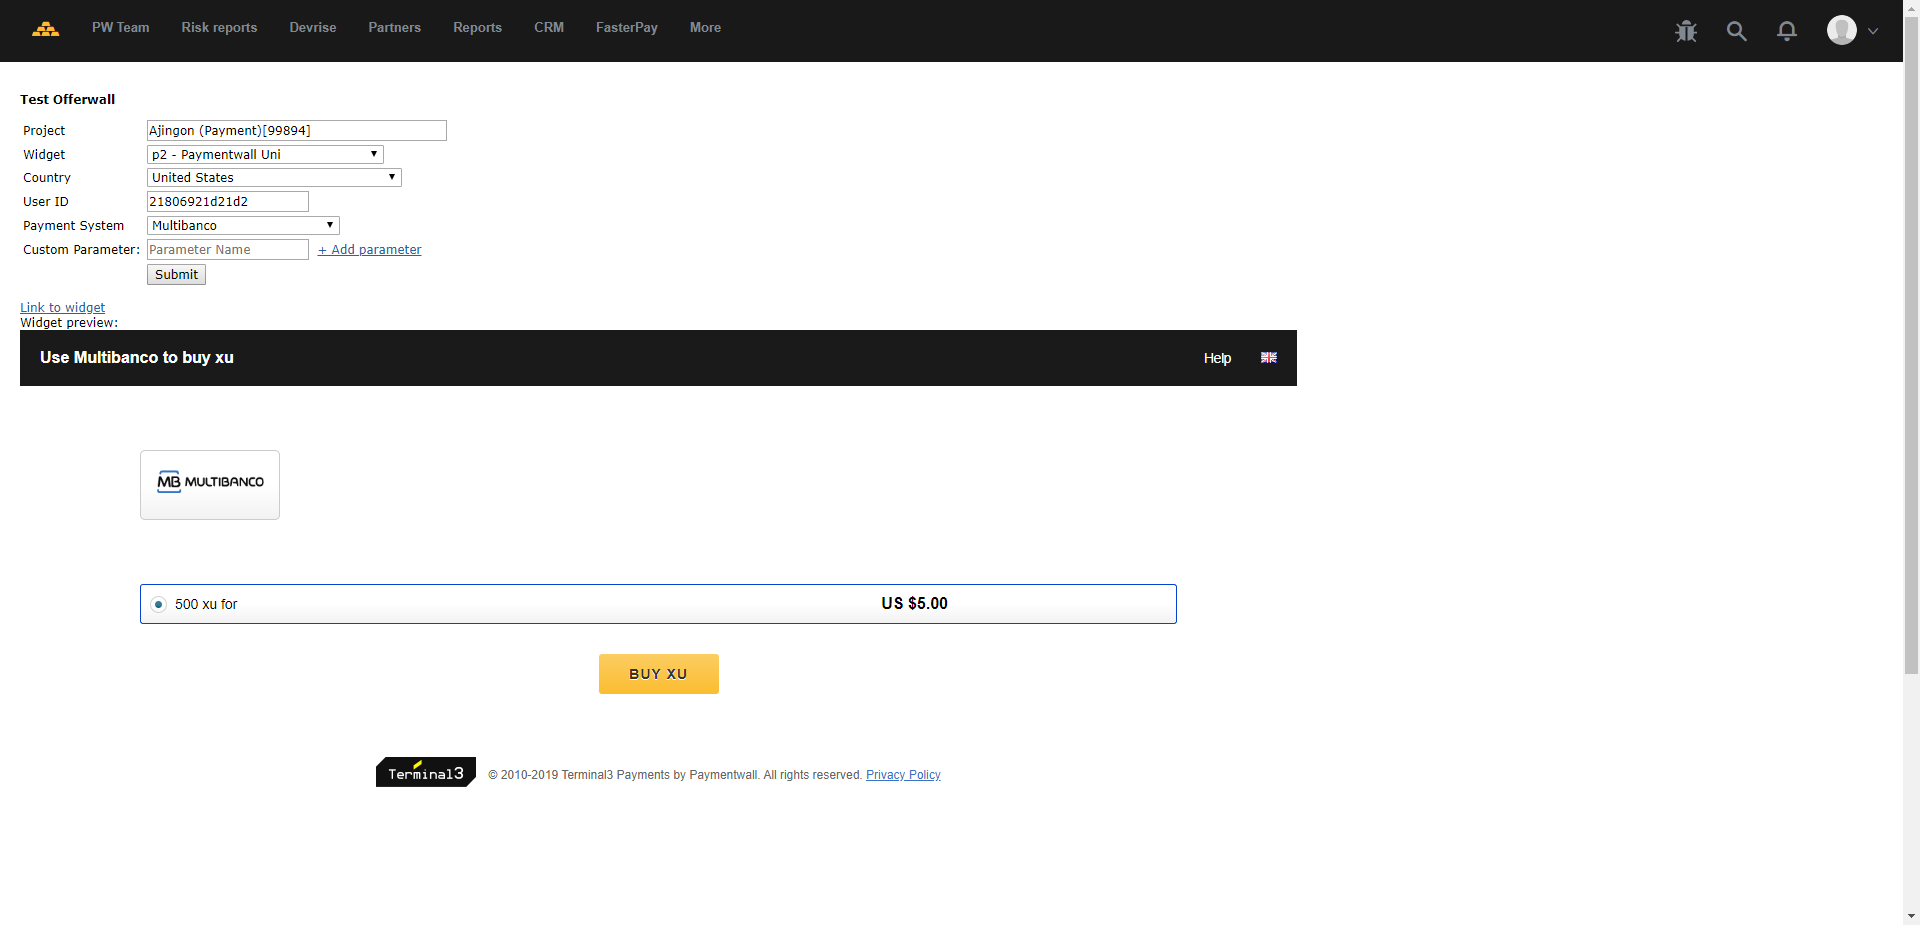 PW Team Risk reports Devrise Partners Reports CRM FasterPay More
Test Offerwall
Project Ajingon (Payment)[99894]
Widget p2 - Paymentwall Uni
Country United States
User ID 21806921d21d2
Payment System Multibanco
Custom Parameter: Parameter Name + Add parameter
Submit
Link to widget
Widget preview:
Use Multibanco to buy xu Help
MB MULTIBANCO
500 xu for US $5.00
BUY XU
Terminal3 © 2010-2019 Terminal3 Payments by Paymentwall. All rights reserved. Privacy Policy